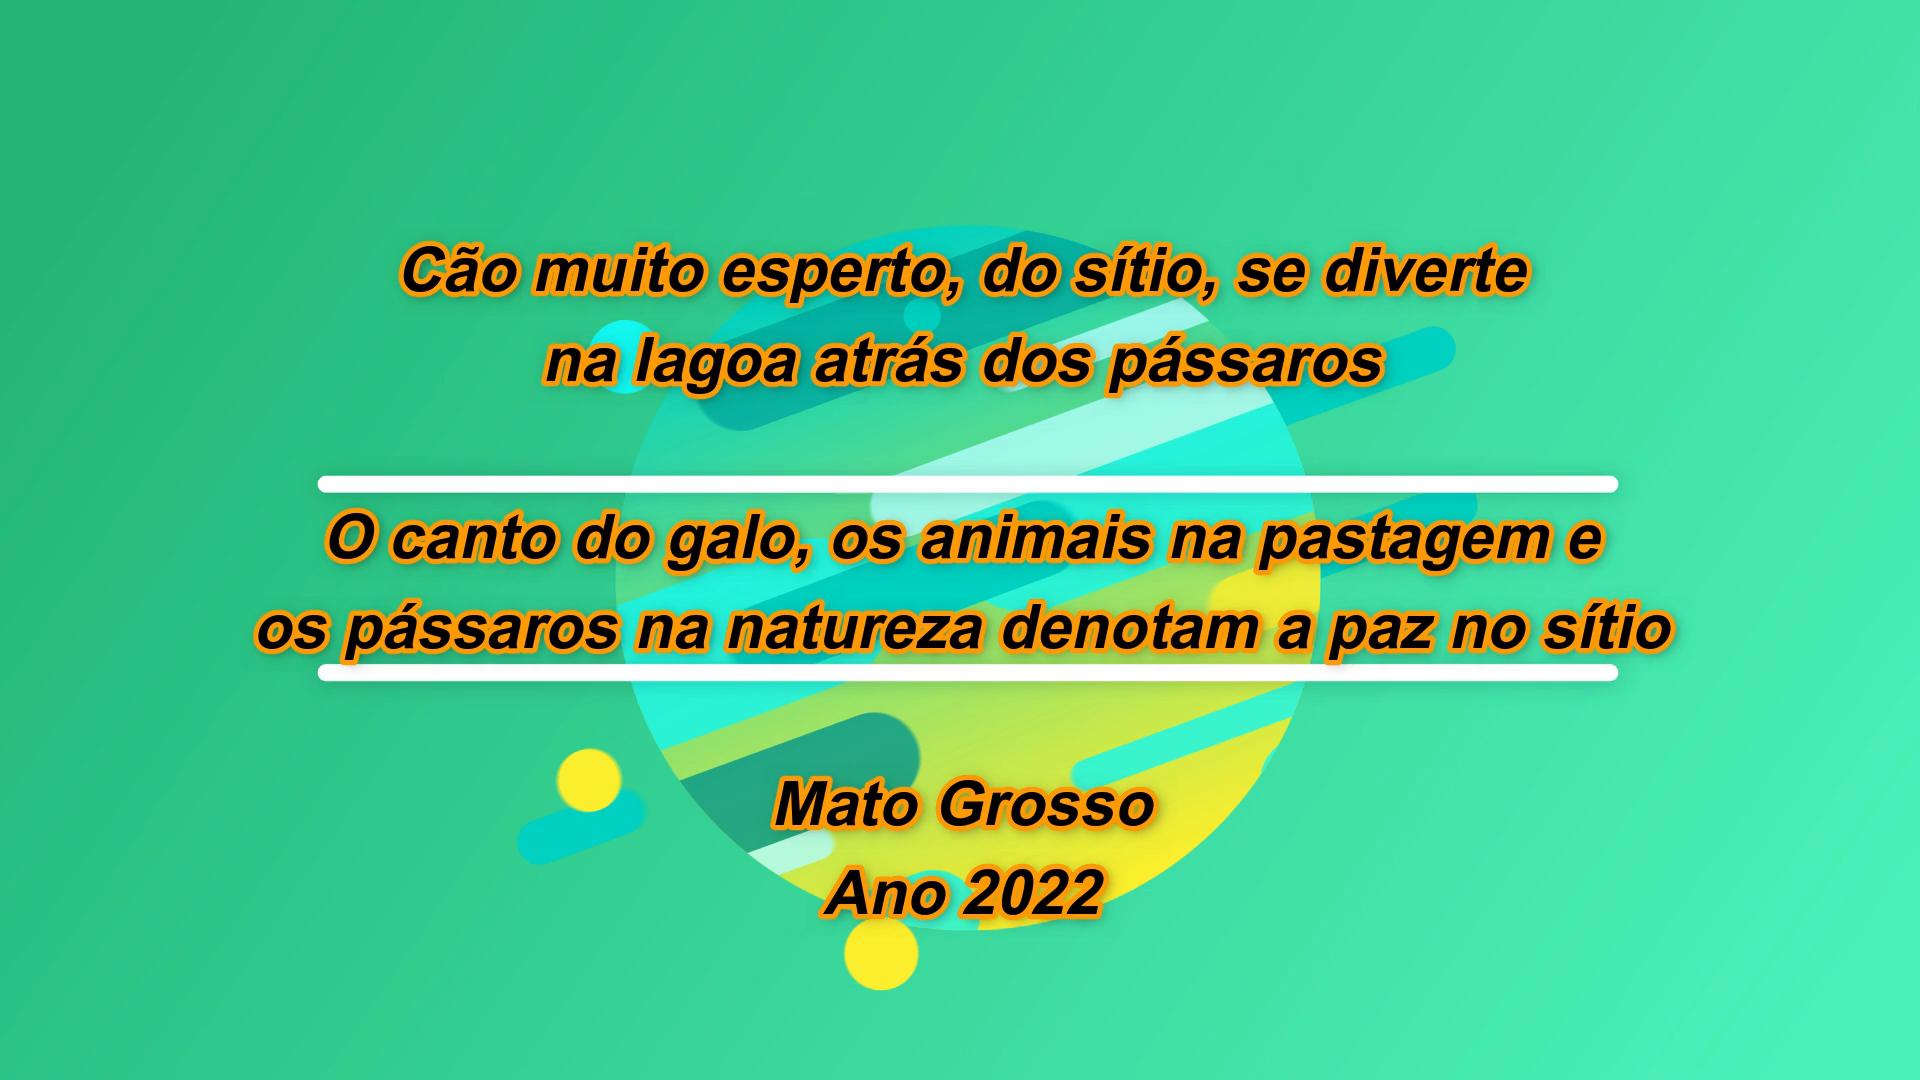 Cão muito esperto, do sítio, se diverte
na lagoa atrás dos pássaros
O canto do galo, os animais na pastagem e
os pássaros na natureza denotam a paz no sítio
Mato Grosso
Ano 2022